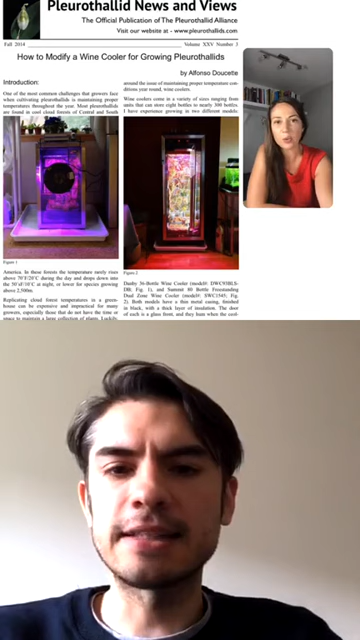 Pleurothallid News and Views
The Official Publication of The Pleurothallid Alliance
Visit our website at - www.pleurothallids.com
Fall 2014
Volume XXV Number 3
How to Modify a Wine Cooler for Growing Pleurothallids
by Alfonso Doucette
Introduction:
One of the most common challenges that growers face
when cultivating pleurothallids is maintaining proper
temperatures throughout the year. Most pleurothallids
are found in cool cloud forests of Central and South
Figure 1
America. In these forests the temperature rarely rises
above 70˚F/20˚C during the day and drops down into
the 50's˚F/10˚C at night, or lower for species growing
above 2,500m.
Replicating cloud forest temperatures in a green-
house can be expensive and impractical for many
growers, especially those that do not have the time or
space to maintain a large collection of plants. Luckily,
around the issue of maintaining proper temperature con-
ditions year round, wine coolers.
Wine coolers come in a variety of sizes ranging from
units that can store eight bottles to nearly 300 bottles.
I have experience growing in two different models:
Figure 2
Danby 36-Bottle Wine Cooler (model#: DWC93BLS-
DB; Fig. 1), and Summit 80 Bottle Freestanding
Dual Zone Wine Cooler (model#: SWC1545; Fig.
2). Both models have a thin metal casing, finished
in black, with a thick layer of insulation. The door
of each is a glass front, and they hum when the cool-